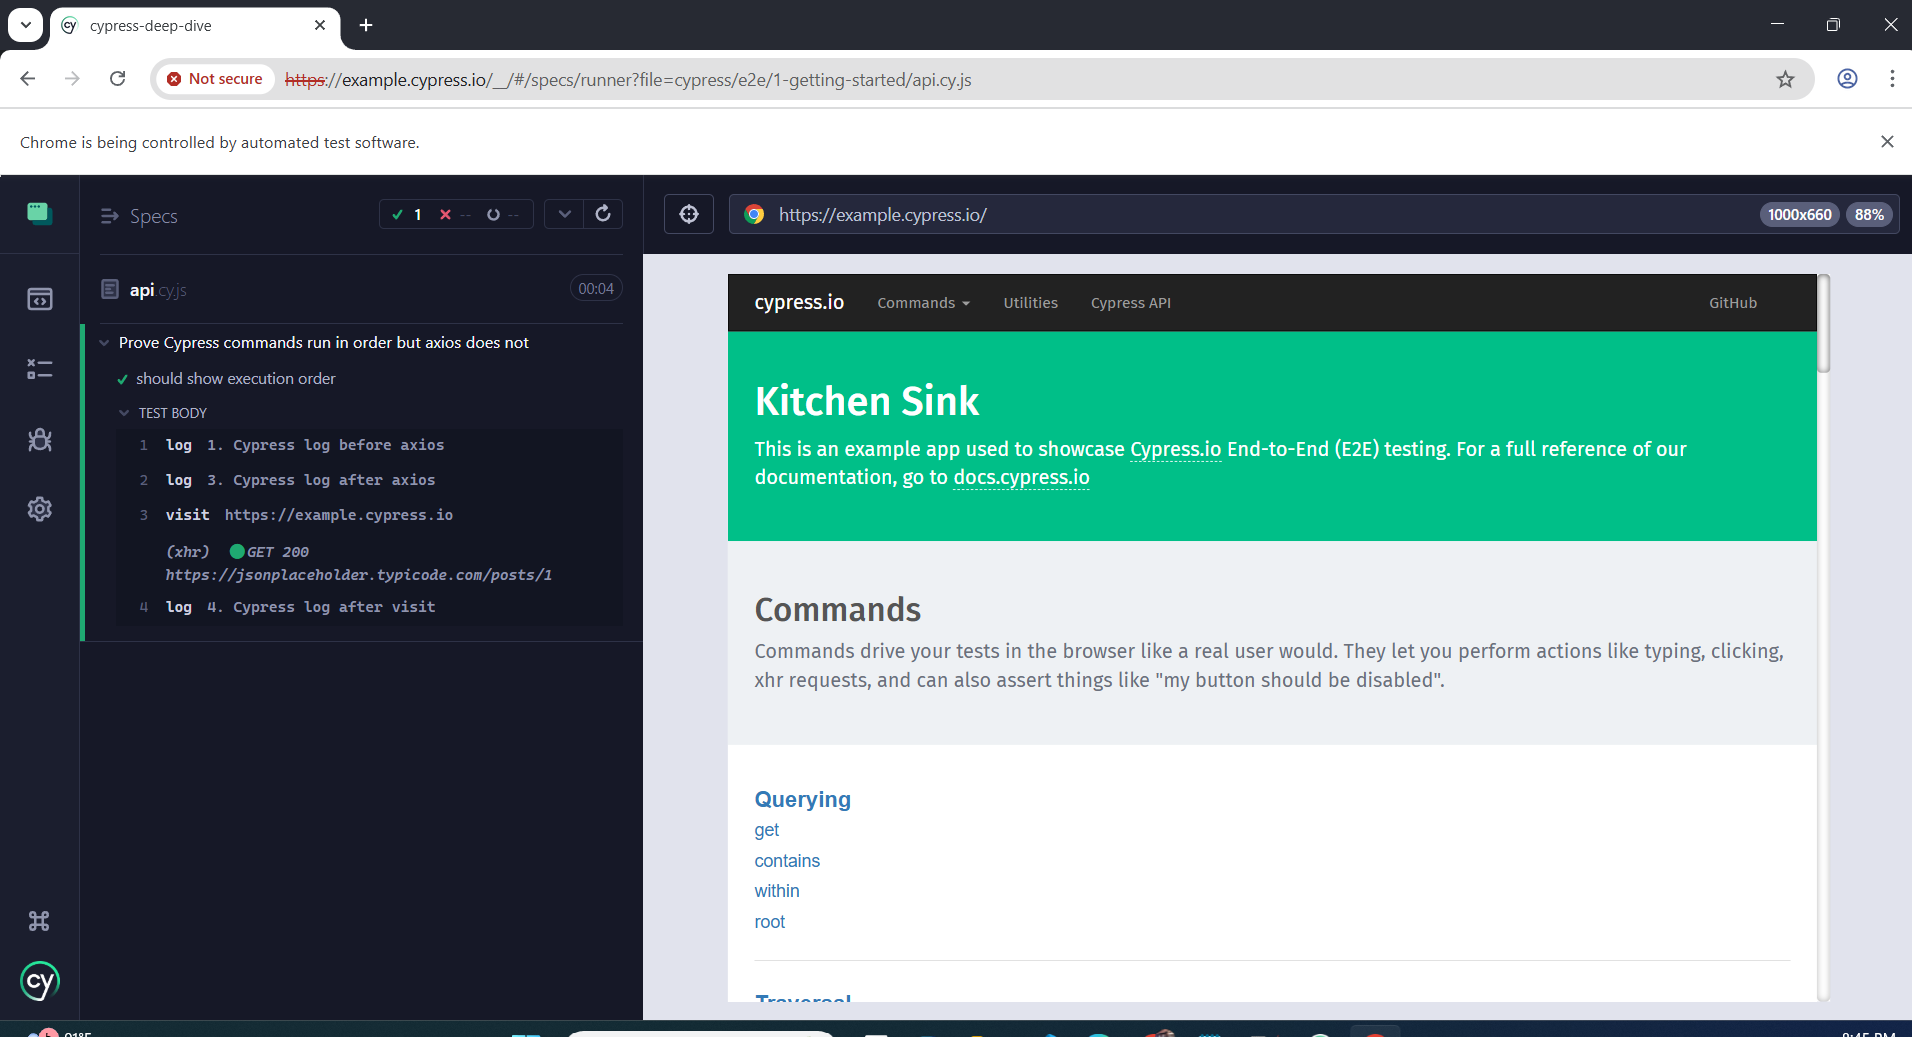 cypress-deep-dive
Not secure https://example.cypress.io/__/#/specs/runner?file=cypress/e2e/1-getting-started/api.cy.js
Chrome is being controlled by automated test software.
Specs
1 -- --
api.cy.js 00:04
Prove Cypress commands run in order but axios does not
should show execution order
TEST BODY
1 log 1. Cypress log before axios
2 log 3. Cypress log after axios
3 visit https://example.cypress.io
(xhr) GET 200
https://jsonplaceholder.typicode.com/posts/1
4 log 4. Cypress log after visit
cy
https://example.cypress.io/ 1000x660 88%
cypress.io Commands Utilities Cypress API GitHub
Kitchen Sink
This is an example app used to showcase Cypress.io End-to-End (E2E) testing. For a full reference of our
documentation, go to docs.cypress.io
Commands
Commands drive your tests in the browser like a real user would. They let you perform actions like typing, clicking,
xhr requests, and can also assert things like "my button should be disabled".
Querying
get
contains
within
root
Traversal